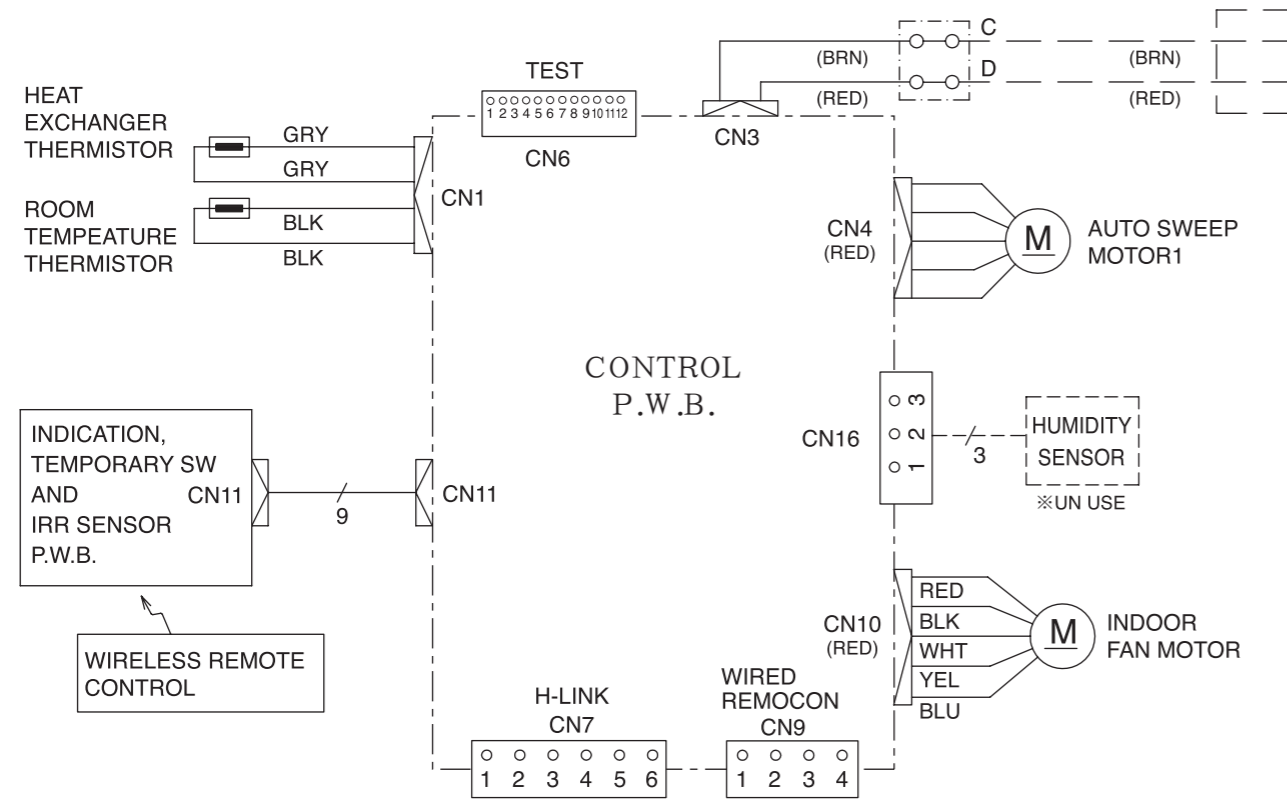 C
(BRN)
(BRN)
D
(RED)
(RED)
TEST
1 2 3 4 5 6 7 8 9 10 11 12
CN6
CN3
HEAT
EXCHANGER
THERMISTOR
GRY
GRY
CN1
ROOM
TEMPEATURE
THERMISTOR
BLK
BLK
CN4
(RED)
M
AUTO SWEEP
MOTOR1
CONTROL
P.W.B.
CN16
3
2
1
3
HUMIDITY
SENSOR
※UN USE
INDICATION,
TEMPORARY SW
AND
IRR SENSOR
P.W.B.
CN11
9
CN11
WIRELESS REMOTE
CONTROL
CN10
(RED)
RED
BLK
WHT
YEL
BLU
M
INDOOR
FAN MOTOR
H-LINK
CN7
1 2 3 4 5 6
WIRED
REMOCON
CN9
1 2 3 4